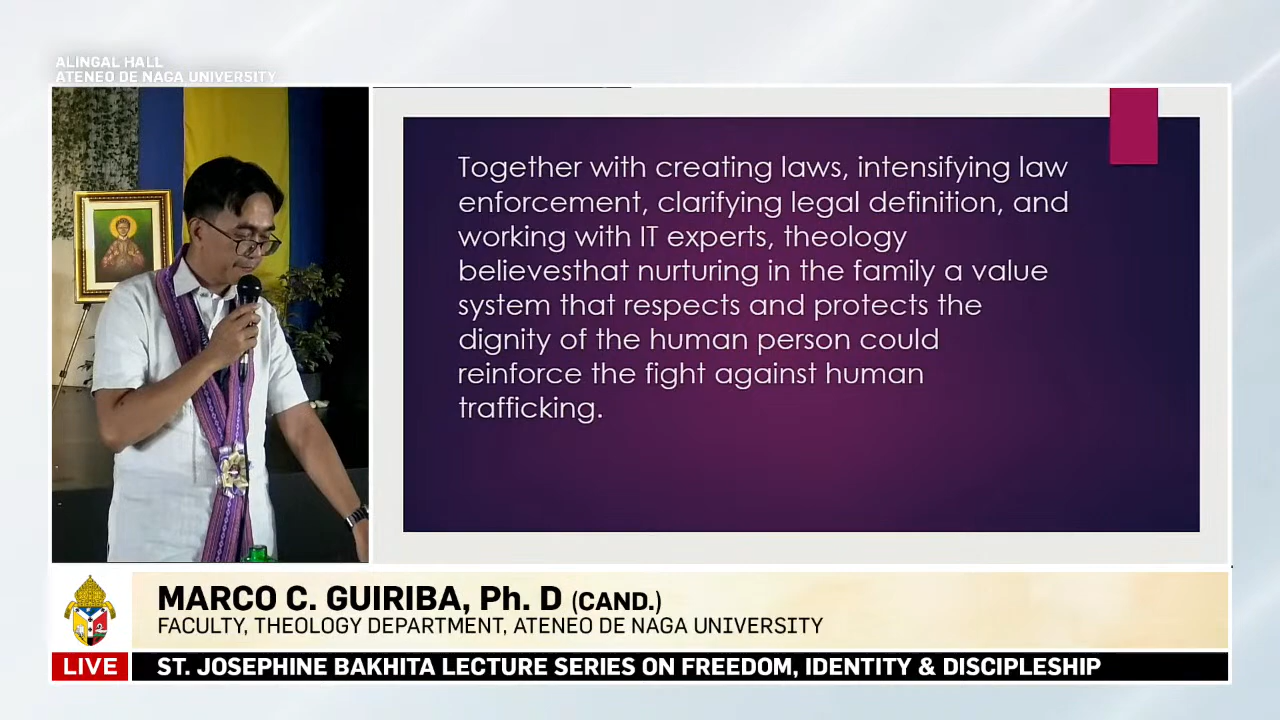 ALINGAL HALL
ATENEO DE NAGA UNIVERSITY
Together with creating laws, intensifying law
enforcement, clarifying legal definition, and
working with IT experts, theology
believesthat nurturing in the family a value
system that respects and protects the
dignity of the human person could
reinforce the fight against human
trafficking.
MARCO C. GUIRIBA, Ph. D (CAND.)
FACULTY, THEOLOGY DEPARTMENT, ATENEO DE NAGA UNIVERSITY
LIVE
ST. JOSEPHINE BAKHITA LECTURE SERIES ON FREEDOM, IDENTITY & DISCIPLESHIP